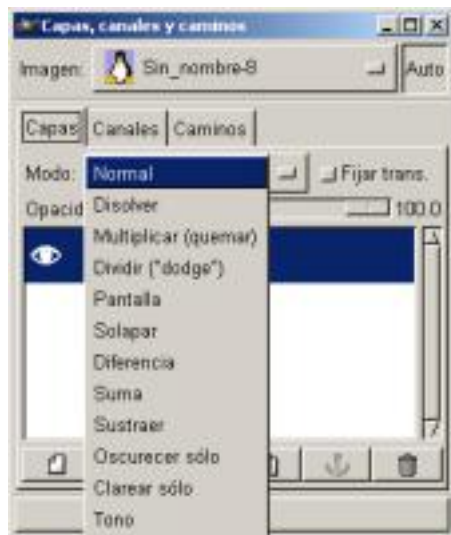 Capas, canales y caminos
Imagen: Sin_nombre-8 Auto
Capas Canales Caminos
Modo: Normal Fijar trans.
Opacid 100.0
Disolver
Multiplicar (quemar)
Dividir ("dodge")
Pantalla
Solapar
Diferencia
Suma
Sustraer
Oscurecer sólo
Clarear sólo
Tono